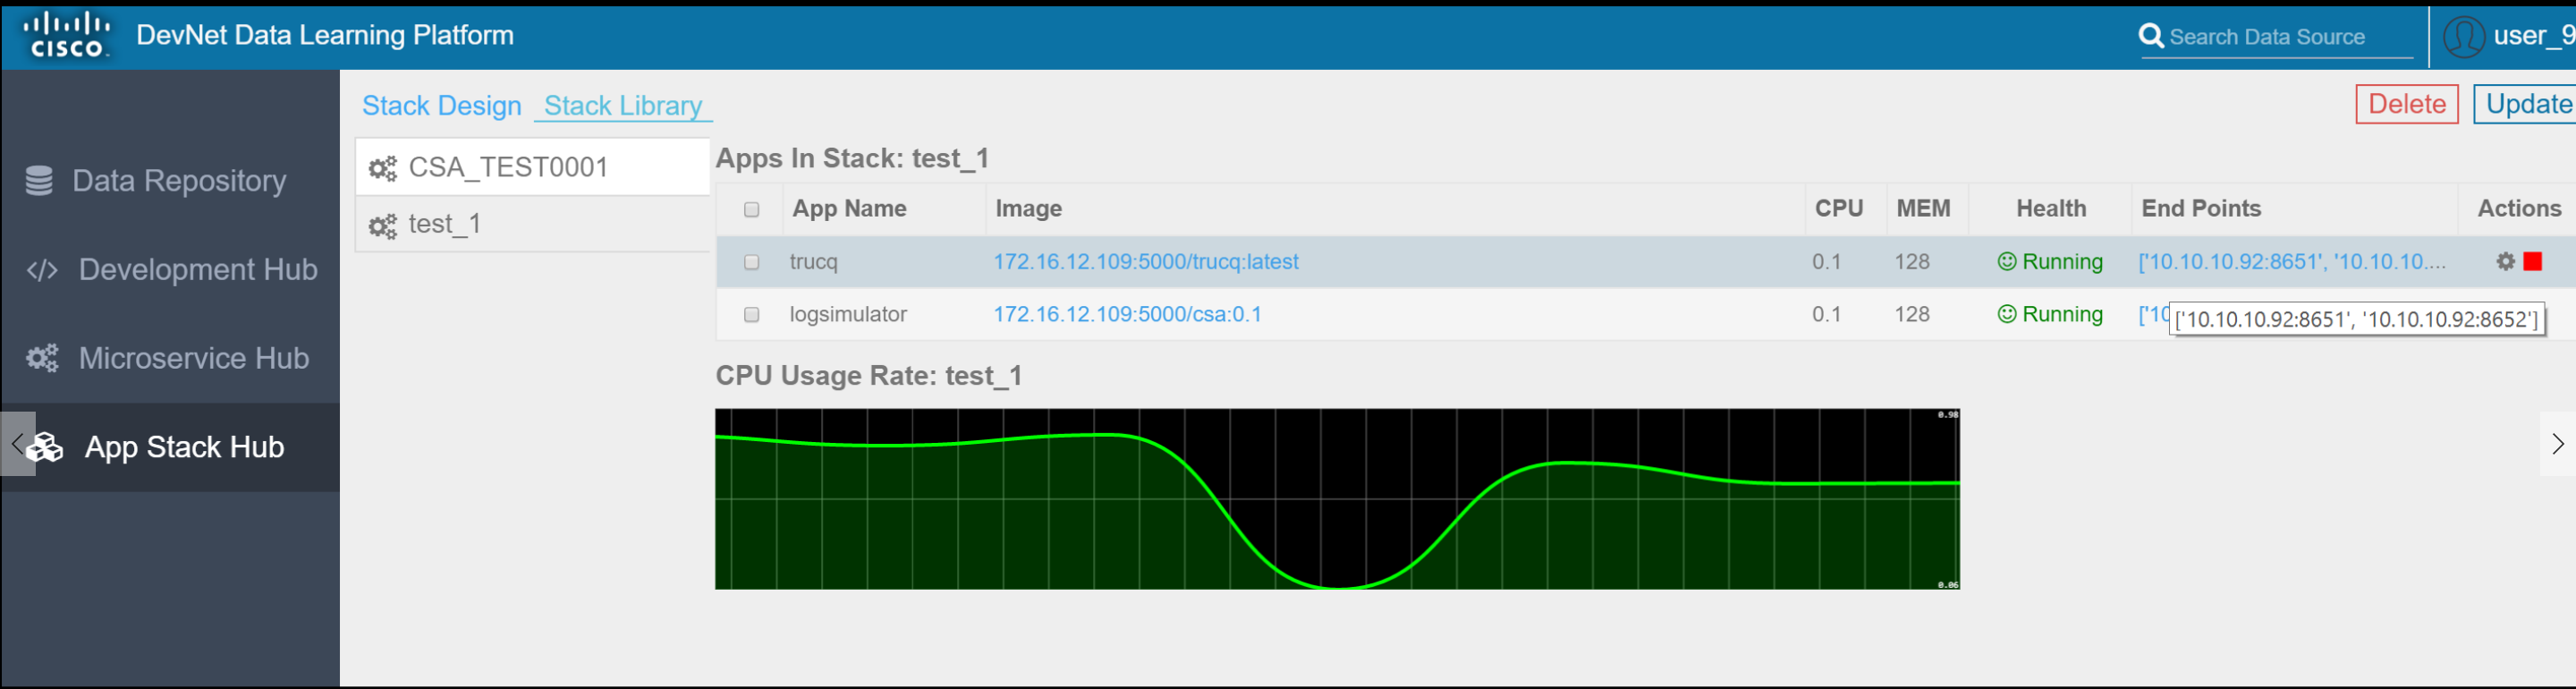 CISCO DevNet Data Learning Platform Search Data Source user_9
Stack Design Stack Library Delete Update
Data Repository
Development Hub
Microservice Hub
App Stack Hub
CSA_TEST0001
test_1
Apps In Stack: test_1
App Name Image CPU MEM Health End Points Actions
trucq 172.16.12.109:5000/trucq:latest 0.1 128 Running ['10.10.10.92:8651', '10.10.10....
logsimulator 172.16.12.109:5000/csa:0.1 0.1 128 Running ['10
['10.10.10.92:8651', '10.10.10.92:8652']
CPU Usage Rate: test_1
0.98
0.06